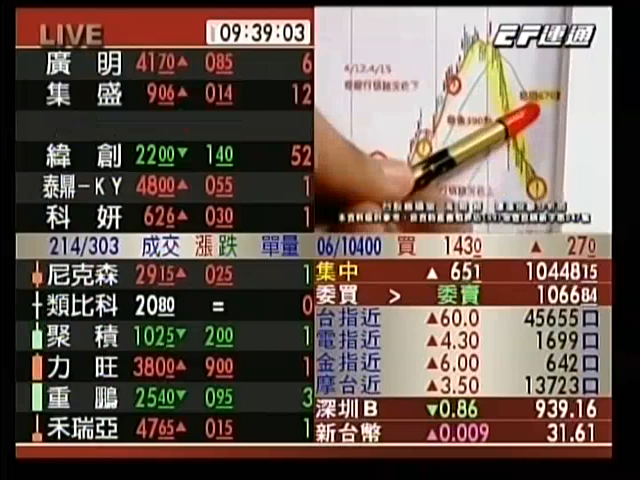 LIVE 09:39:03
廣明 4170▲ 085 6
集盛 906▲ 014 12
緯創 2200▼ 140 52
泰鼎-KY 4800▲ 055 1
科妍 626▲ 030 1
214/303 成交 漲跌 單量
尼克森 2915▲ 025 1
類比科 2080 = 0
聚積 1025▼ 200 1
力旺 3800▲ 900 1
重鵬 2540▼ 095 3
禾瑞亞 4765▲ 015 1
EF運通
4/12,4/15
06/10400 買 1430 ▲ 270
集中 ▲ 651 1044815
委買 > 委賣 106684
台指近 ▲60.0 45655口
電指近 ▲4.30 1699口
金指近 ▲6.00 642口
摩台近 ▲3.50 13723口
深圳B ▼0.86 939.16
新台幣 ▲0.009 31.61